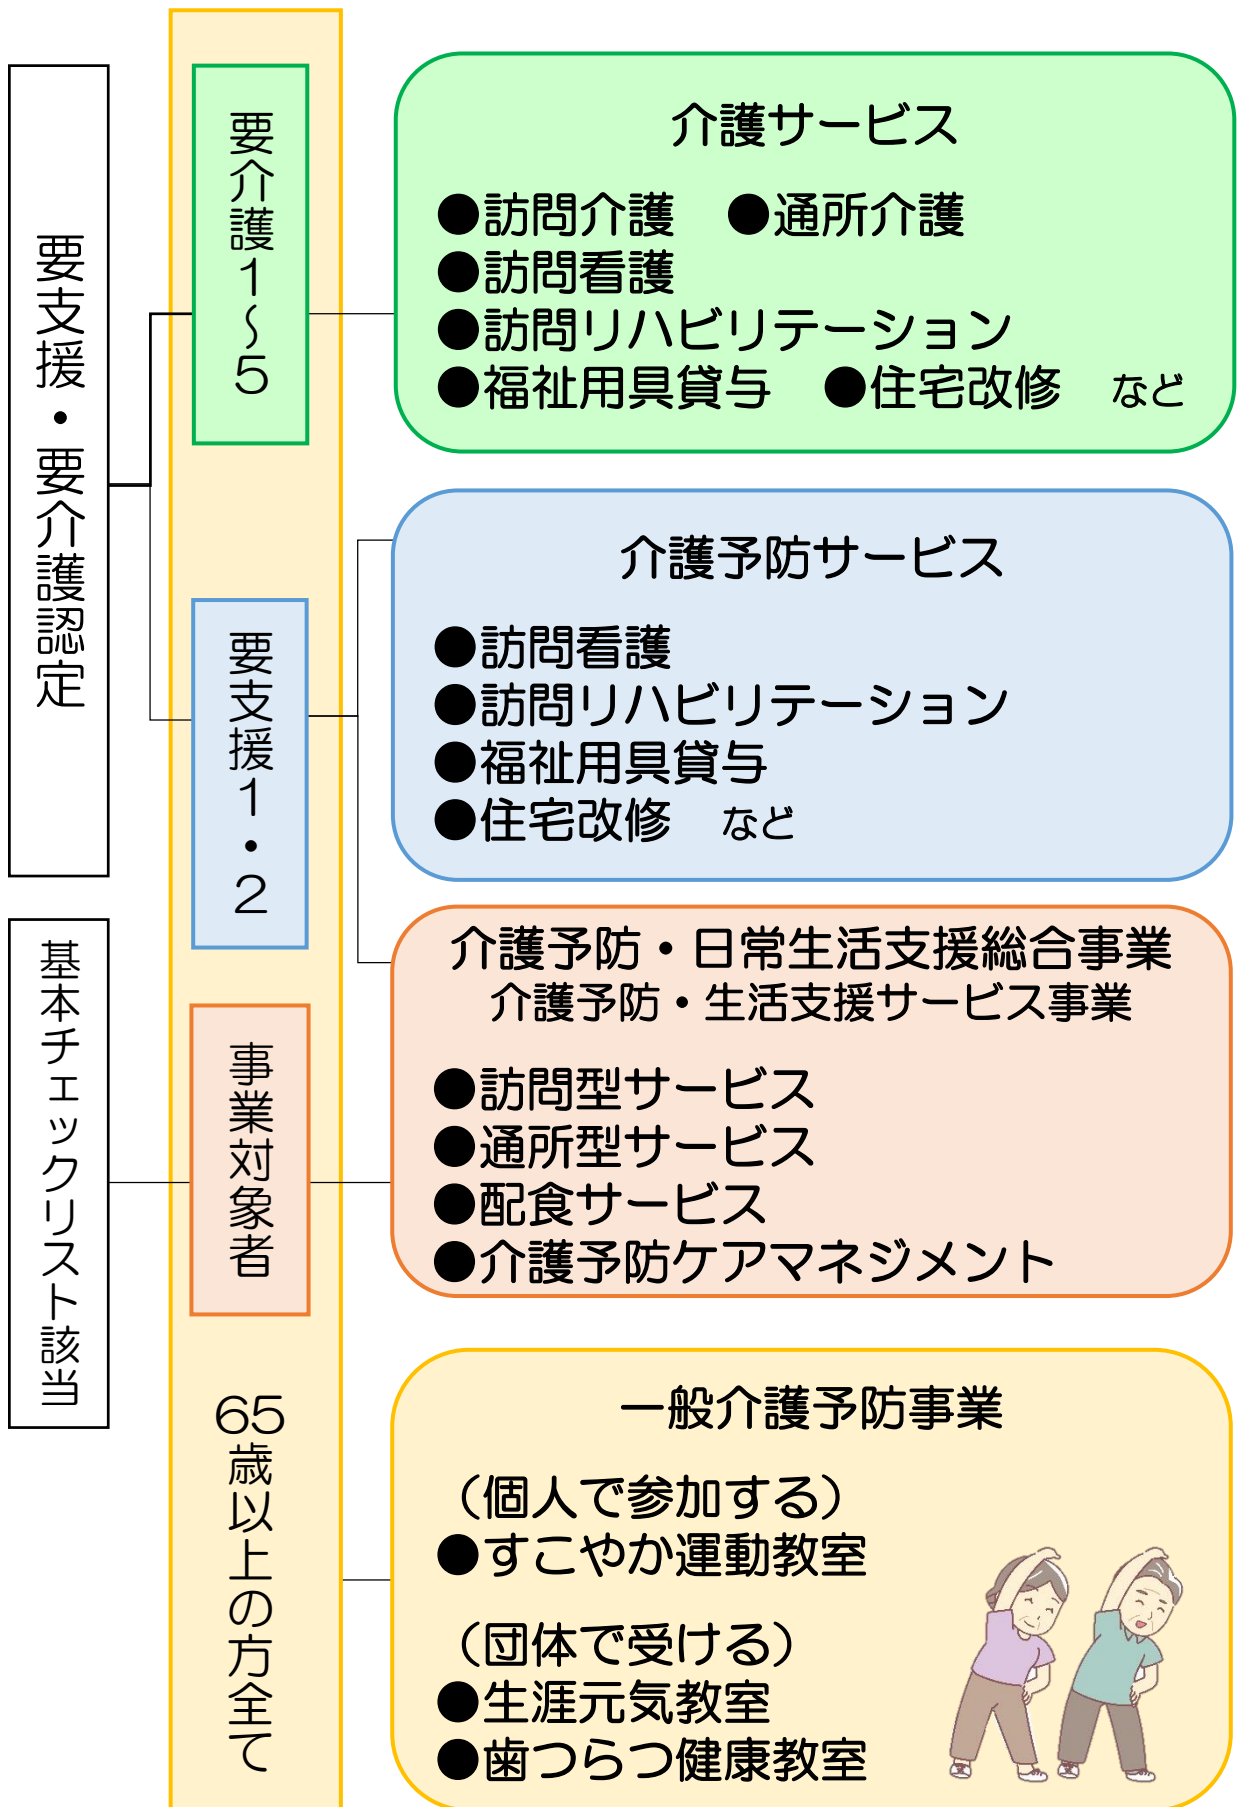 要支援・要介護認定
要介護１～５
介護サービス
●訪問介護　●通所介護
●訪問看護
●訪問リハビリテーション
●福祉用具貸与　●住宅改修　など
要支援１・２
介護予防サービス
●訪問看護
●訪問リハビリテーション
●福祉用具貸与
●住宅改修　など
基本チェックリスト該当
事業対象者
介護予防・日常生活支援総合事業
介護予防・生活支援サービス事業
●訪問型サービス
●通所型サービス
●配食サービス
●介護予防ケアマネジメント
65歳以上の方全て
一般介護予防事業
（個人で参加する）
●すこやか運動教室
（団体で受ける）
●生涯元気教室
●歯つらつ健康教室